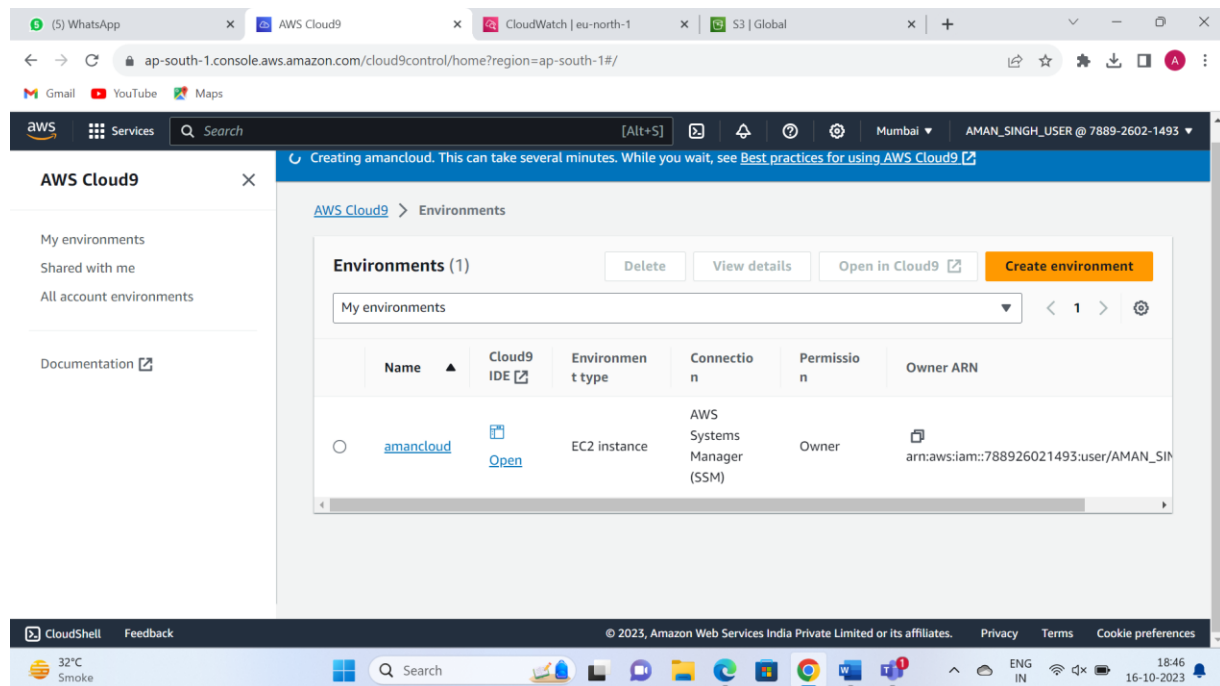 (5) WhatsApp
AWS Cloud9
CloudWatch | eu-north-1
S3 | Global
ap-south-1.console.aws.amazon.com/cloud9control/home?region=ap-south-1#/
A
Gmail YouTube Maps
aws Services Search [Alt+S] Mumbai AMAN_SINGH_USER @ 7889-2602-1493
Creating amancloud. This can take several minutes. While you wait, see Best practices for using AWS Cloud9
AWS Cloud9
My environments
Shared with me
All account environments
Documentation
AWS Cloud9 > Environments
Environments (1) Delete View details Open in Cloud9 Create environment
My environments
1
Name
Cloud9
IDE
Environmen
t type
Connectio
n
Permissio
n
Owner ARN
amancloud
Open
EC2 instance
AWS
Systems
Manager
(SSM)
Owner
arn:aws:iam::788926021493:user/AMAN_SIN
CloudShell Feedback © 2023, Amazon Web Services India Private Limited or its affiliates. Privacy Terms Cookie preferences
32°C
Smoke
Search
ENG
IN
18:46
16-10-2023